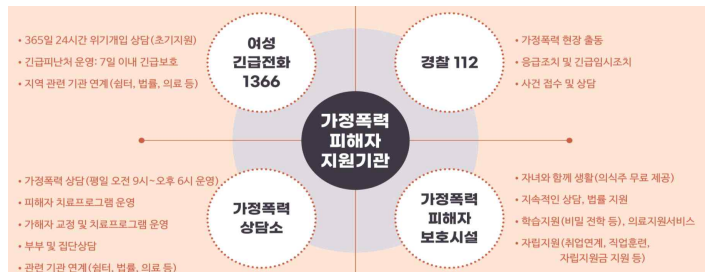 • 365일 24시간 위기개입 상담(초기지원)
• 긴급피난처 운영: 7일 이내 긴급보호
• 지역 관련 기관 연계(쉼터, 법률, 의료 등)
여성
긴급전화
1366
경찰 112
• 가정폭력 현장 출동
• 응급조치 및 긴급임시조치
• 사건 접수 및 상담
가정폭력
피해자
지원기관
• 가정폭력 상담(평일 오전 9시~오후 6시 운영)
• 피해자 치료프로그램 운영
• 가해자 교정 및 치료프로그램 운영
• 부부 및 집단상담
• 관련 기관 연계(쉼터, 법률, 의료 등)
가정폭력
상담소
가정폭력
피해자
보호시설
• 자녀와 함께 생활(의식주 무료 제공)
• 지속적인 상담, 법률 지원
• 학습지원(비밀 전학 등), 의료지원서비스
• 자립지원(취업연계, 직업훈련,
자립지원금 지원 등)